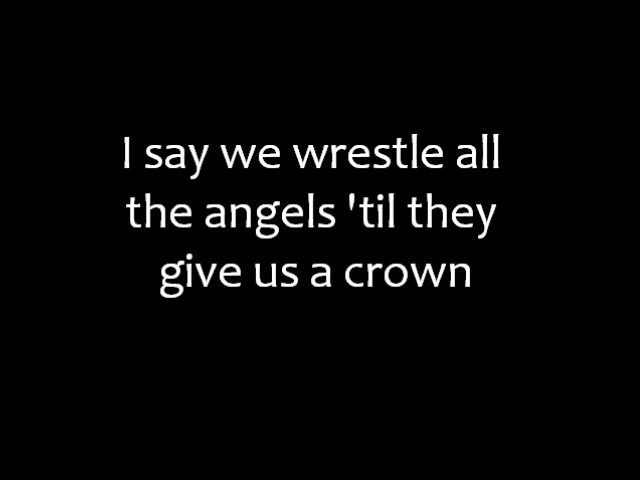 I say we wrestle all
the angels 'til they
give us a crown